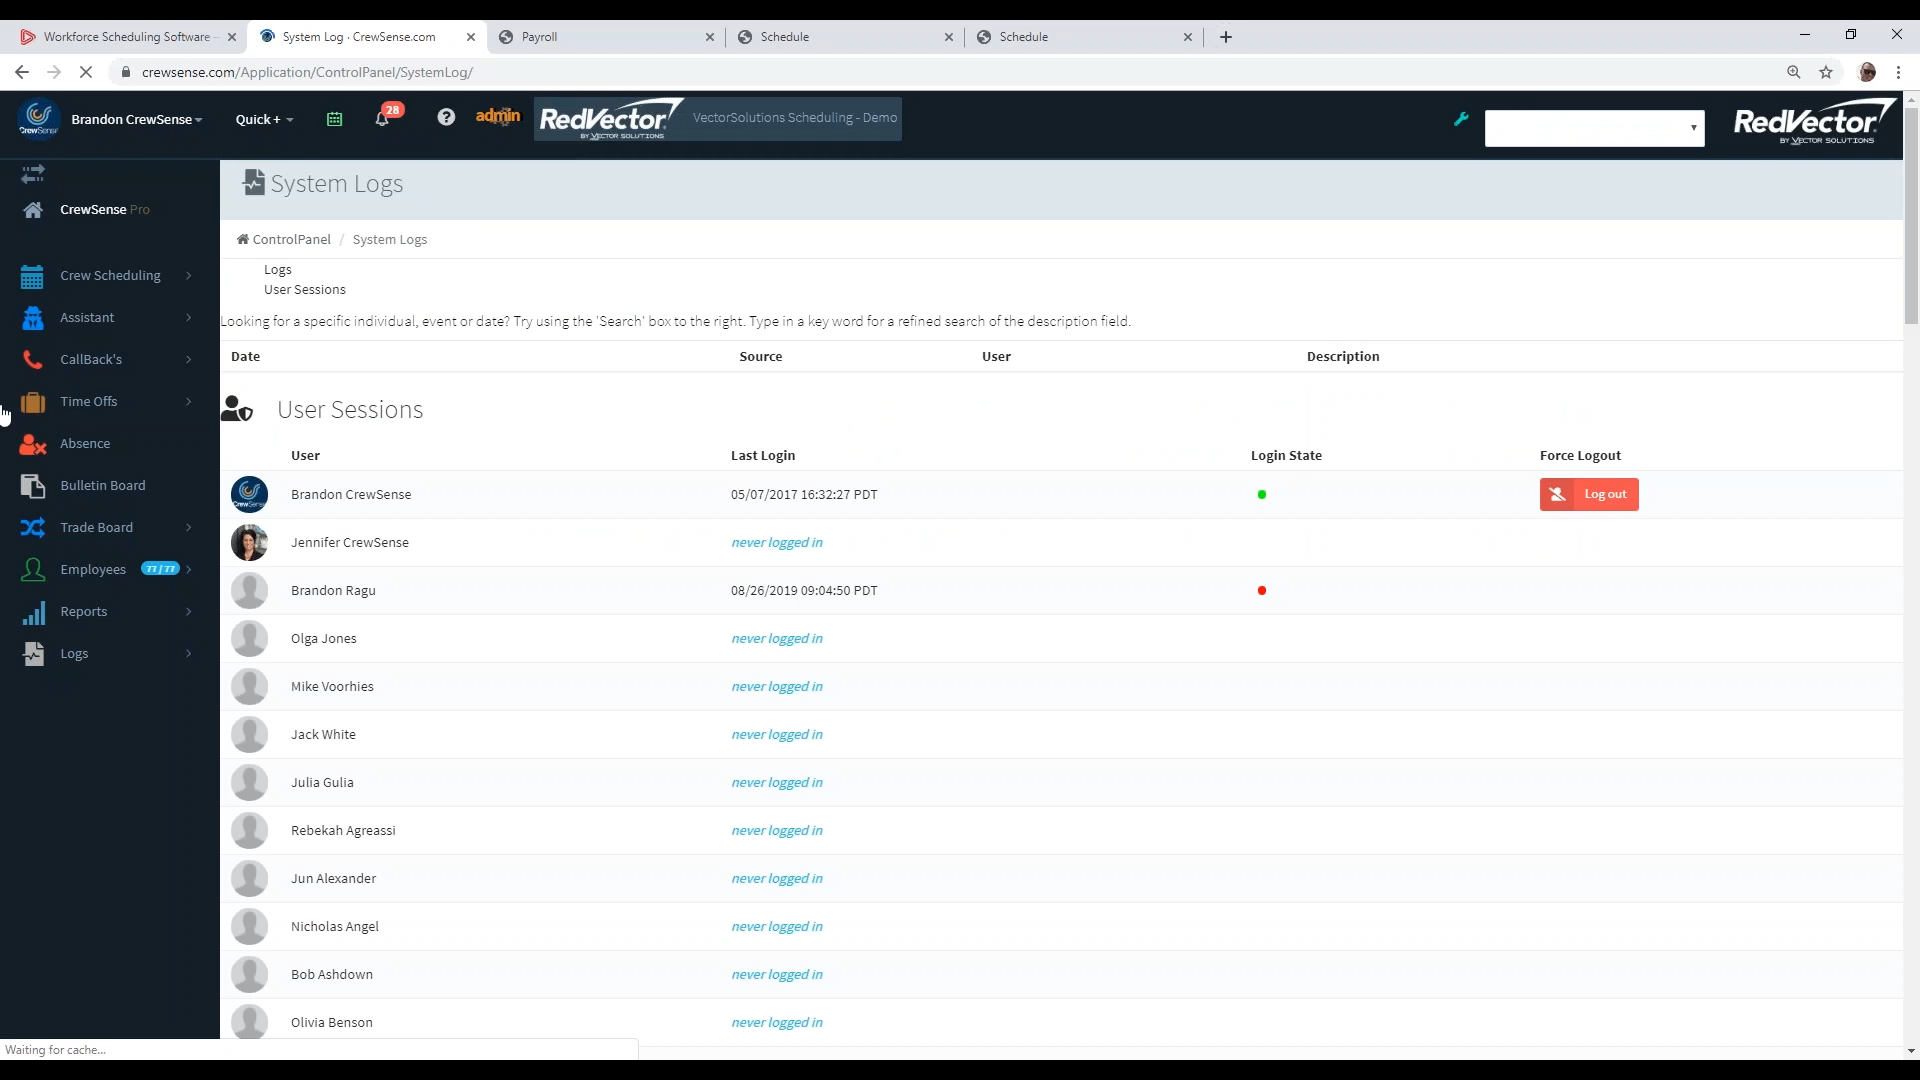 Workforce Scheduling Software -
System Log · CrewSense.com
Payroll
Schedule
Schedule
crewsense.com/Application/ControlPanel/SystemLog/
CrewSense
Brandon CrewSense
Quick +
28
admin
RedVector
BY VECTOR SOLUTIONS
VectorSolutions Scheduling - Demo
RedVector
BY VECTOR SOLUTIONS
CrewSense Pro
Crew Scheduling
Assistant
CallBack's
Time Offs
Absence
Bulletin Board
Trade Board
Employees
77 / 77
Reports
Logs
System Logs
ControlPanel / System Logs
Logs
User Sessions
Looking for a specific individual, event or date? Try using the 'Search' box to the right. Type in a key word for a refined search of the description field.
Date Source User Description
User Sessions
User Last Login Login State Force Logout
Brandon CrewSense 05/07/2017 16:32:27 PDT Log out
Jennifer CrewSense never logged in
Brandon Ragu 08/26/2019 09:04:50 PDT
Olga Jones never logged in
Mike Voorhies never logged in
Jack White never logged in
Julia Gulia never logged in
Rebekah Agreassi never logged in
Jun Alexander never logged in
Nicholas Angel never logged in
Bob Ashdown never logged in
Olivia Benson never logged in
Waiting for cache...